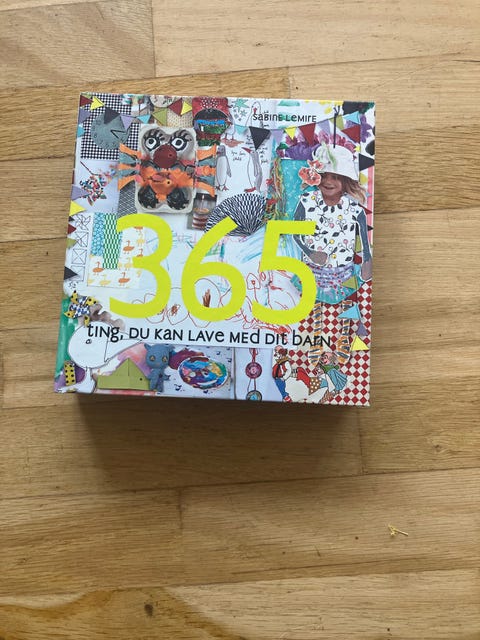 SABINE LEMIRE
365
tiNG, DU KaN LaVE MeD Dit baRN